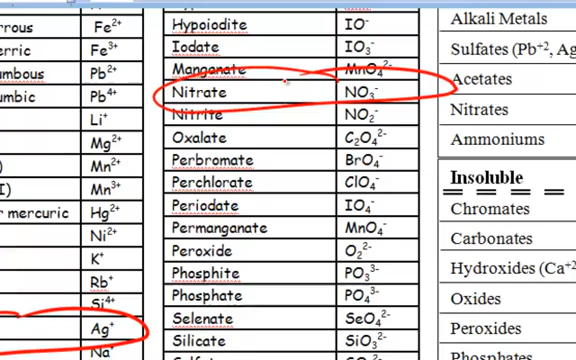 Hypoiodite IO⁻ Alkali Metals
rrous Fe²⁺ Iodate IO₃⁻ Sulfates (Pb⁺², Ag
erric Fe³⁺ Manganate MnO₄²⁻ Acetates
umbous Pb²⁺ Nitrate NO₃⁻
umbic Pb⁴⁺ Nitrite NO₂⁻ Nitrates
Li⁺ Oxalate C₂O₄²⁻ Ammoniums
Mg²⁺ Perbromate BrO₄⁻
) Mn²⁺ Perchlorate ClO₄⁻ Insoluble
I) Mn³⁺ Periodate IO₄⁻ Chromates
r mercuric Hg²⁺ Permanganate MnO₄⁻ Carbonates
Ni²⁺ Peroxide O₂²⁻
K⁺ Phosphite PO₃³⁻ Hydroxides (Ca⁺²
Rb⁺ Phosphate PO₄³⁻ Oxides
Si⁴⁺ Selenate SeO₄²⁻ Peroxides
Ag⁺ Silicate SiO₃²⁻ Phosphates
Na⁺